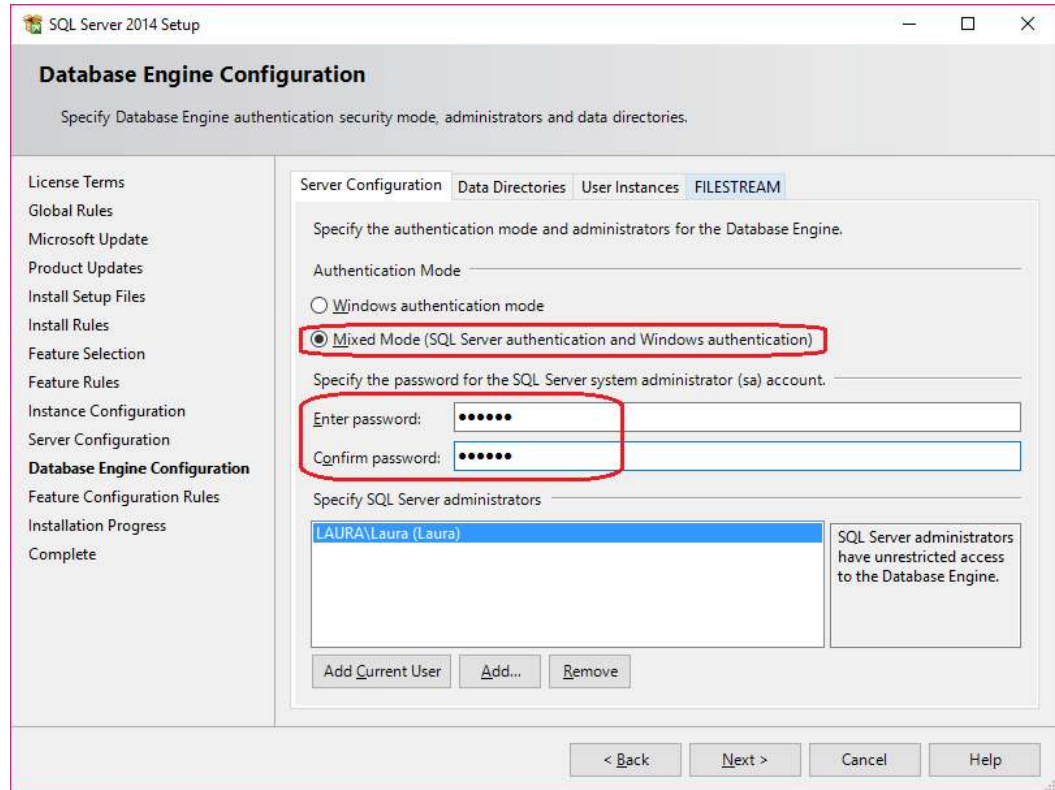 SQL Server 2014 Setup
Database Engine Configuration
Specify Database Engine authentication security mode, administrators and data directories.
License Terms
Global Rules
Microsoft Update
Product Updates
Install Setup Files
Install Rules
Feature Selection
Feature Rules
Instance Configuration
Server Configuration
Database Engine Configuration
Feature Configuration Rules
Installation Progress
Complete
Server Configuration Data Directories User Instances FILESTREAM
Specify the authentication mode and administrators for the Database Engine.
Authentication Mode
Windows authentication mode
Mixed Mode (SQL Server authentication and Windows authentication)
Specify the password for the SQL Server system administrator (sa) account.
Enter password: ●●●●●●
Confirm password: ●●●●●●
Specify SQL Server administrators
LAURA\Laura (Laura)
SQL Server administrators
have unrestricted access
to the Database Engine.
Add Current User Add... Remove
< Back Next > Cancel Help